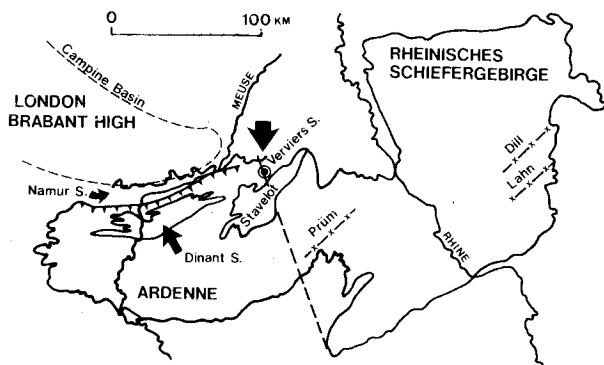 0 100 KM
Campine Basin
LONDON
BRABANT HIGH
MEUSE
RHEINISCHES
SCHIEFERGEBIRGE
Verviers S.
Dill
Lahn
Namur S.
Stavelot
Prüm
Dinant S.
RHINE
ARDENNE